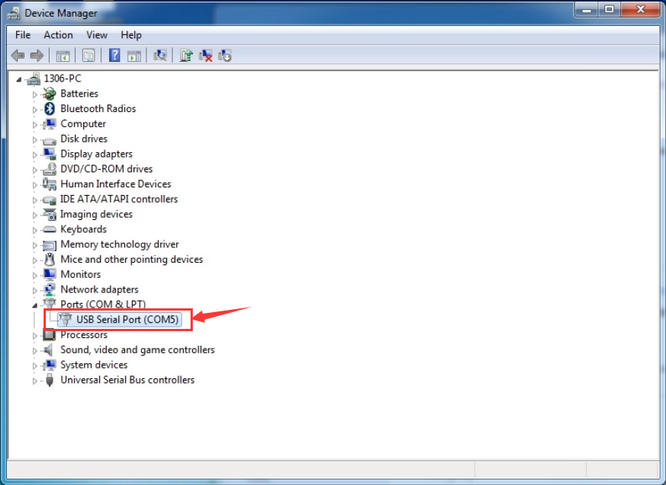 Device Manager
File Action View Help
1306-PC
Batteries
Bluetooth Radios
Computer
Disk drives
Display adapters
DVD/CD-ROM drives
Human Interface Devices
IDE ATA/ATAPI controllers
Imaging devices
Keyboards
Memory technology driver
Mice and other pointing devices
Monitors
Network adapters
Ports (COM & LPT)
USB Serial Port (COM5)
Processors
Sound, video and game controllers
System devices
Universal Serial Bus controllers